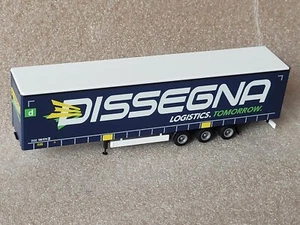 d
DISSEGNA
LOGISTICS. TOMORROW.